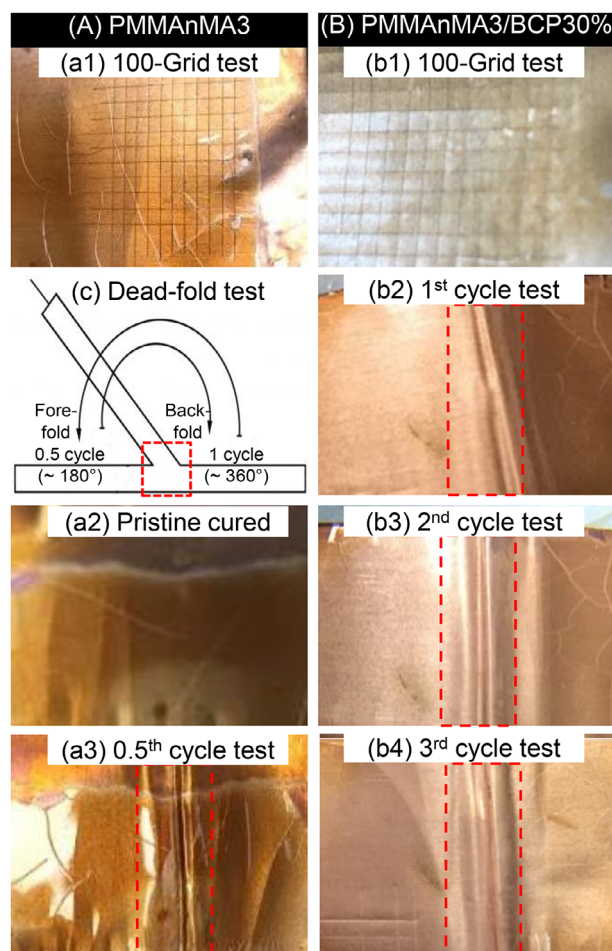 (A) PMMAnMA3
(B) PMMAnMA3/BCP30%
(a1) 100-Grid test
(b1) 100-Grid test
(c) Dead-fold test
Fore-
fold
Back-
fold
0.5 cycle
(~ 180°)
1 cycle
(~ 360°)
(b2) 1st cycle test
(a2) Pristine cured
(b3) 2nd cycle test
(a3) 0.5th cycle test
(b4) 3rd cycle test